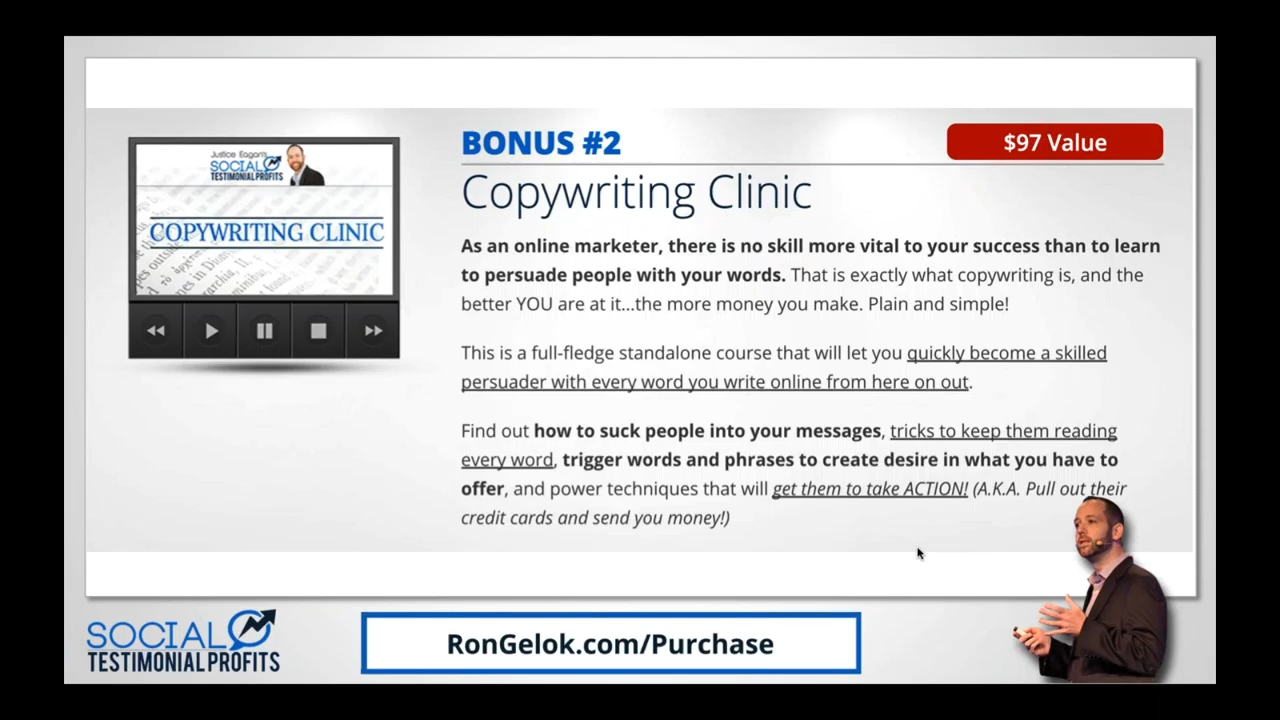 BONUS #2
$97 Value
Copywriting Clinic
Justice Eagan's
SOCIAL
TESTIMONIAL PROFITS
COPYWRITING CLINIC
As an online marketer, there is no skill more vital to your success than to learn
to persuade people with your words. That is exactly what copywriting is, and the
better YOU are at it...the more money you make. Plain and simple!
This is a full-fledge standalone course that will let you quickly become a skilled
persuader with every word you write online from here on out.
Find out how to suck people into your messages, tricks to keep them reading
every word, trigger words and phrases to create desire in what you have to
offer, and power techniques that will get them to take ACTION! (A.K.A. Pull out their
credit cards and send you money!)
SOCIAL
TESTIMONIAL PROFITS
RonGelok.com/Purchase